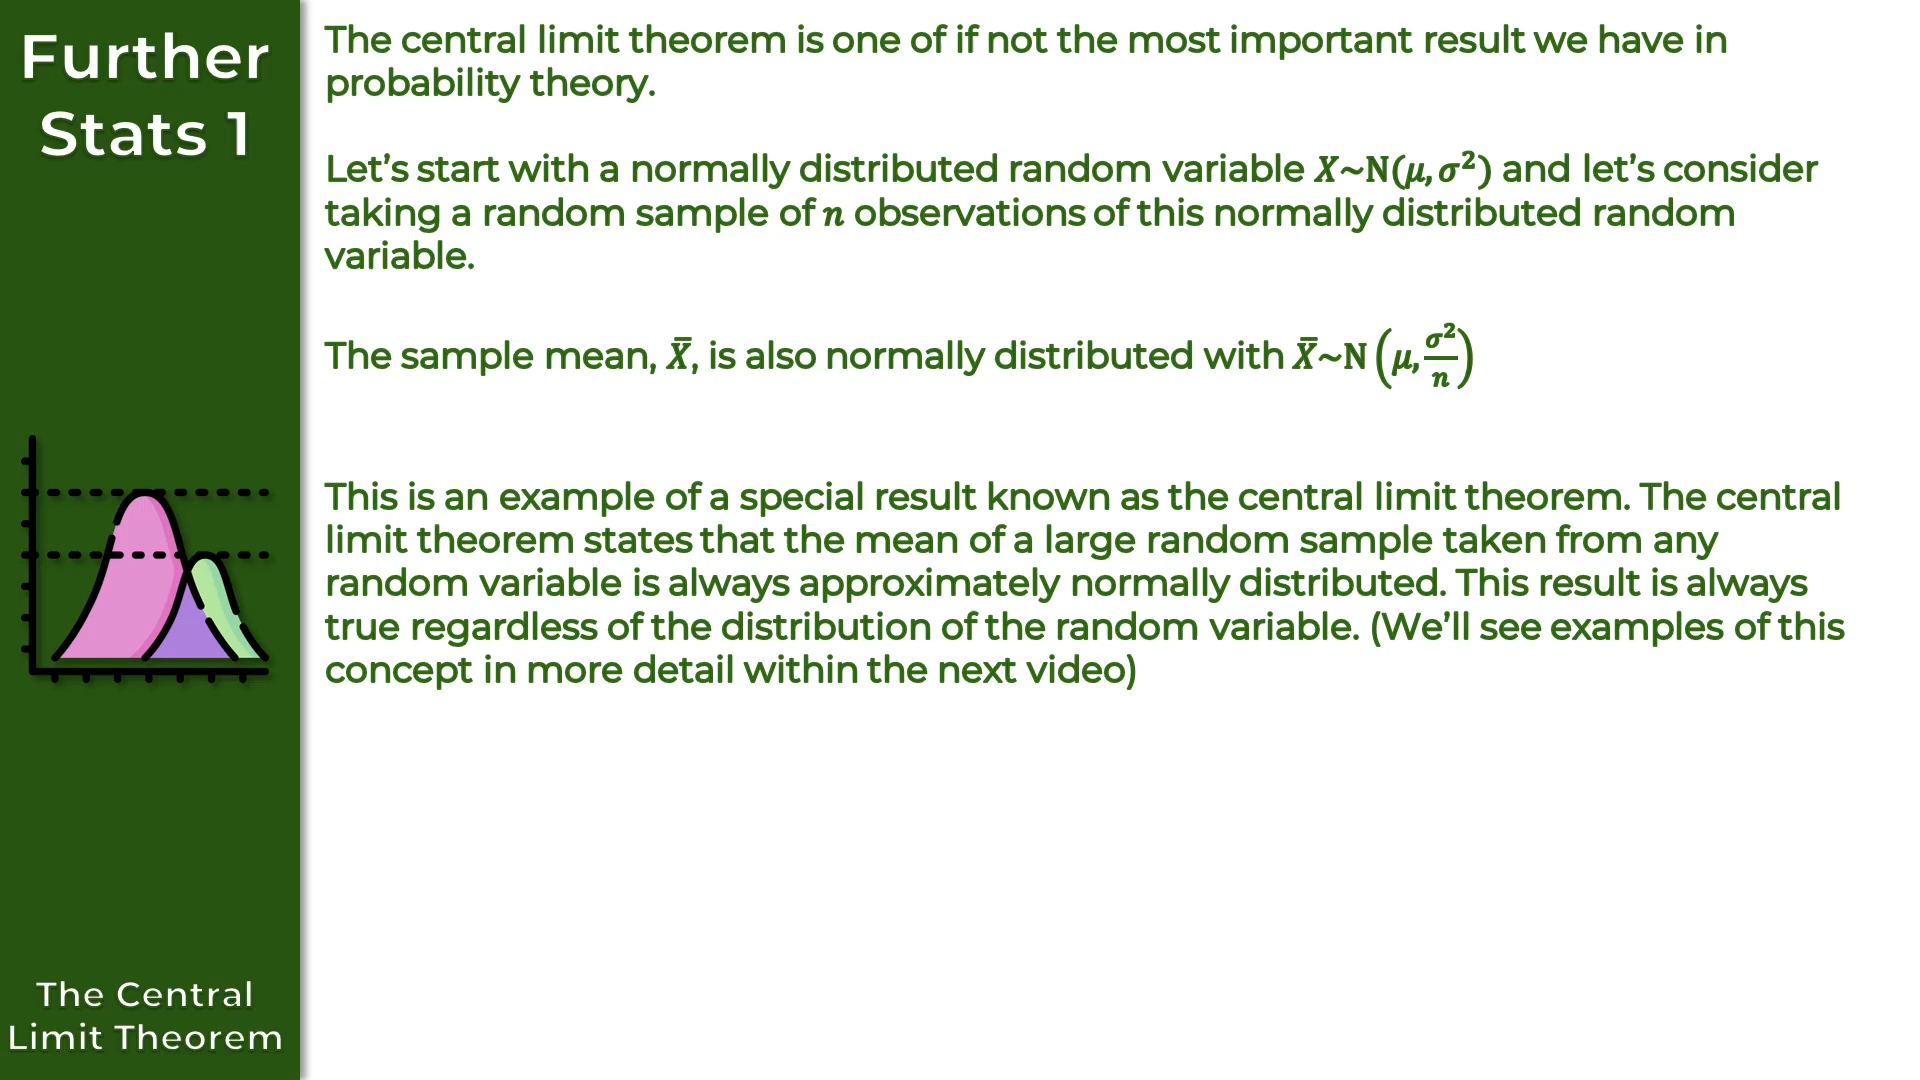 Further
Stats 1
The central limit theorem is one of if not the most important result we have in
probability theory.
Let’s start with a normally distributed random variable X~N(μ, σ²) and let’s consider
taking a random sample of n observations of this normally distributed random
variable.
The sample mean, X̄, is also normally distributed with X̄~N(μ, σ²/n)
This is an example of a special result known as the central limit theorem. The central
limit theorem states that the mean of a large random sample taken from any
random variable is always approximately normally distributed. This result is always
true regardless of the distribution of the random variable. (We’ll see examples of this
concept in more detail within the next video)
The Central
Limit Theorem